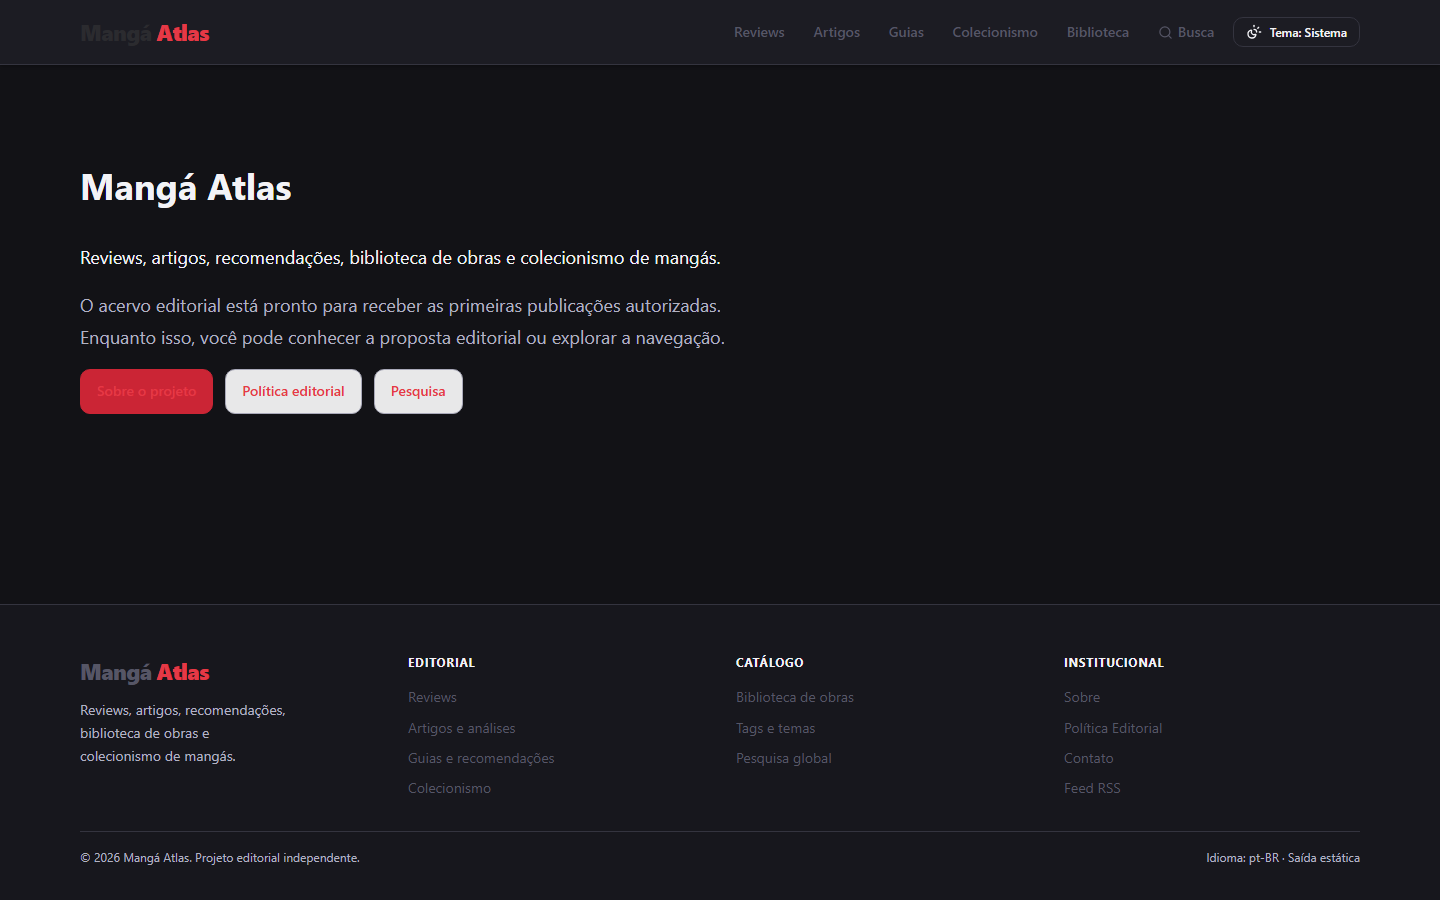 Mangá Atlas
Reviews
Artigos
Guias
Colecionismo
Biblioteca
Busca
Tema: Sistema
Mangá Atlas
Reviews, artigos, recomendações, biblioteca de obras e colecionismo de mangás.
O acervo editorial está pronto para receber as primeiras publicações autorizadas.
Enquanto isso, você pode conhecer a proposta editorial ou explorar a navegação.
Sobre o projeto
Política editorial
Pesquisa
Mangá Atlas
Reviews, artigos, recomendações,
biblioteca de obras e
colecionismo de mangás.
EDITORIAL
Reviews
Artigos e análises
Guias e recomendações
Colecionismo
CATÁLOGO
Biblioteca de obras
Tags e temas
Pesquisa global
INSTITUCIONAL
Sobre
Política Editorial
Contato
Feed RSS
© 2026 Mangá Atlas. Projeto editorial independente.
Idioma: pt-BR · Saída estática